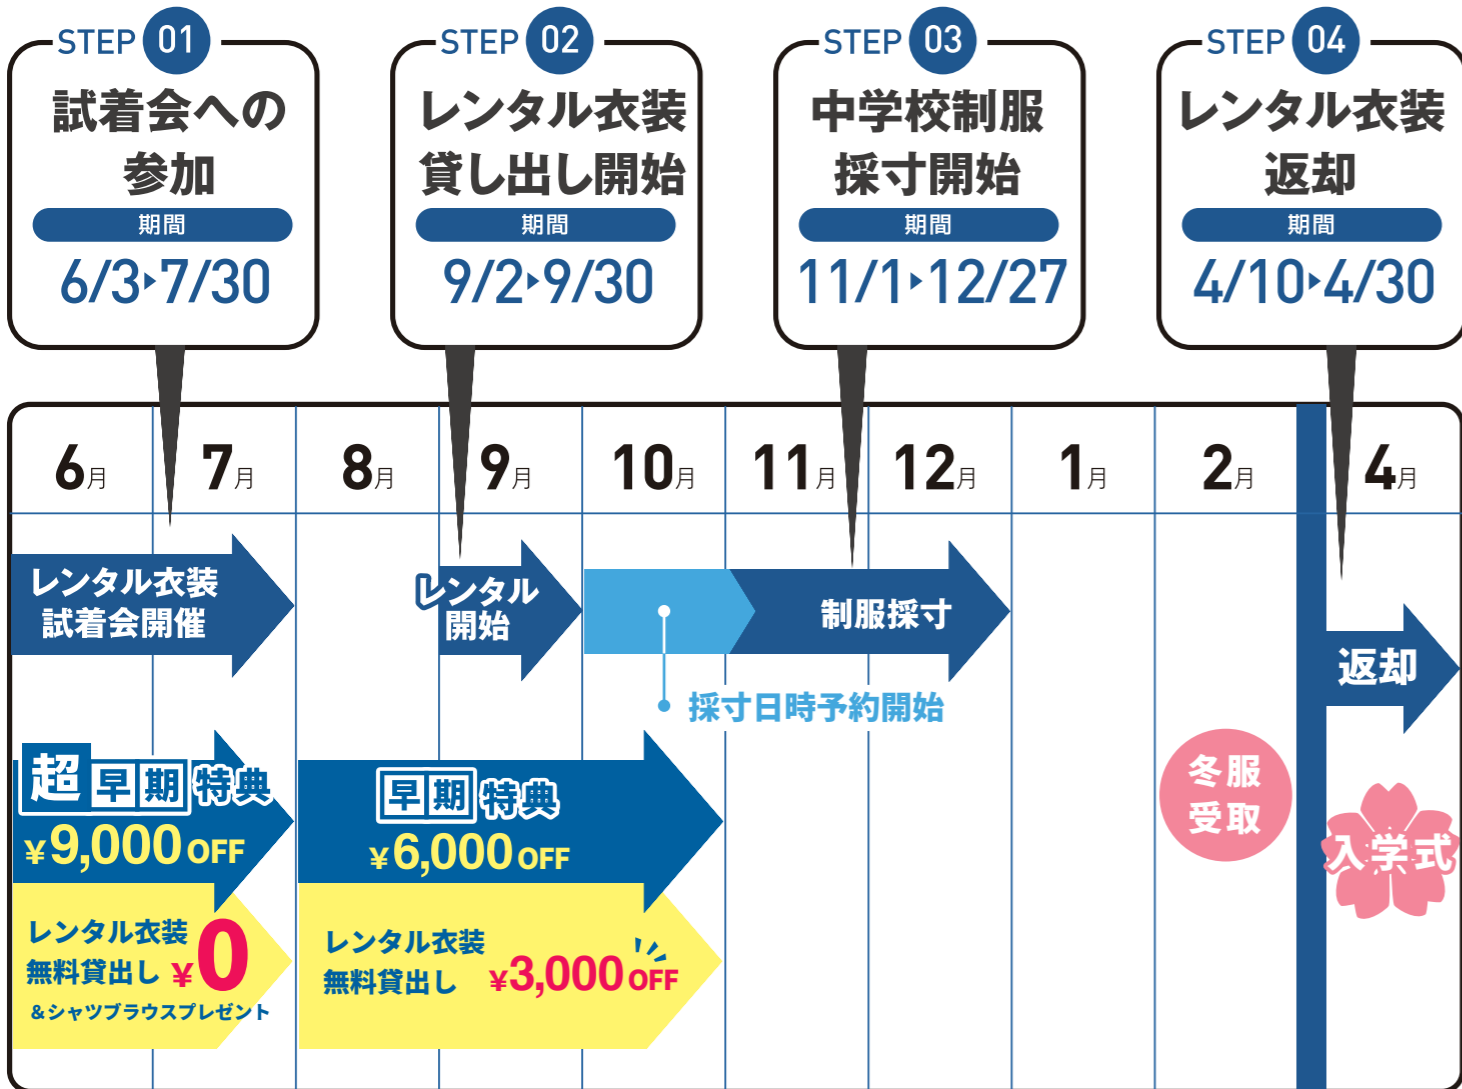 STEP 01
試着会への
参加
期間
6/3▶7/30
STEP 02
レンタル衣装
貸し出し開始
期間
9/2▶9/30
STEP 03
中学校制服
採寸開始
期間
11/1▶12/27
STEP 04
レンタル衣装
返却
期間
4/10▶4/30
6月 7月 8月 9月 10月 11月 12月 1月 2月 4月
レンタル衣装
試着会開催
レンタル
開始
制服採寸
採寸日時予約開始
返却
超早期特典
¥9,000 OFF
レンタル衣装
無料貸出し ¥0
&シャツブラウスプレゼント
早期特典
¥6,000 OFF
レンタル衣装
無料貸出し ¥3,000 OFF
冬服
受取
入学式